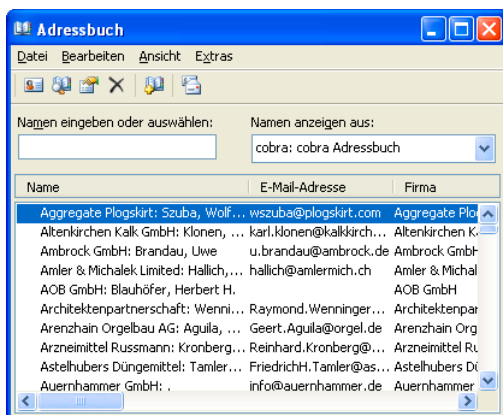 Adressbuch
Datei Bearbeiten Ansicht Extras
Namen eingeben oder auswählen: Namen anzeigen aus:
cobra: cobra Adressbuch
Name E-Mail-Adresse Firma
Aggregate Plogskirt: Szuba, Wolf... wszuba@plogskirt.com Aggregate Plo
Altenkirchen Kalk GmbH: Klonen, ... karl.klonen@kalkkirch... Altenkirchen K
Ambrock GmbH: Brandau, Uwe u.brandau@ambrock.de Ambrock GmbH
Amler & Michalek Limited: Hallich,... hallich@amlermich.ch Amler & Michal
AOB GmbH: Blauhöfer, Herbert H. AOB GmbH
Architektenpartnerschaft: Wenni... Raymond.Wenninger... Architektenpar
Arenzhain Orgelbau AG: Aguila, ... Geert.Aguila@orgel.de Arenzhain Org
Arzneimittel Russmann: Kronberg... Reinhard.Kronberg@... Arzneimittel Ru
Astelhubers Düngemittel: Tamler... FriedrichH.Tamler@as... Astelhubers Dü
Auernhammer GmbH: . info@auernhammer.de Auernhammer